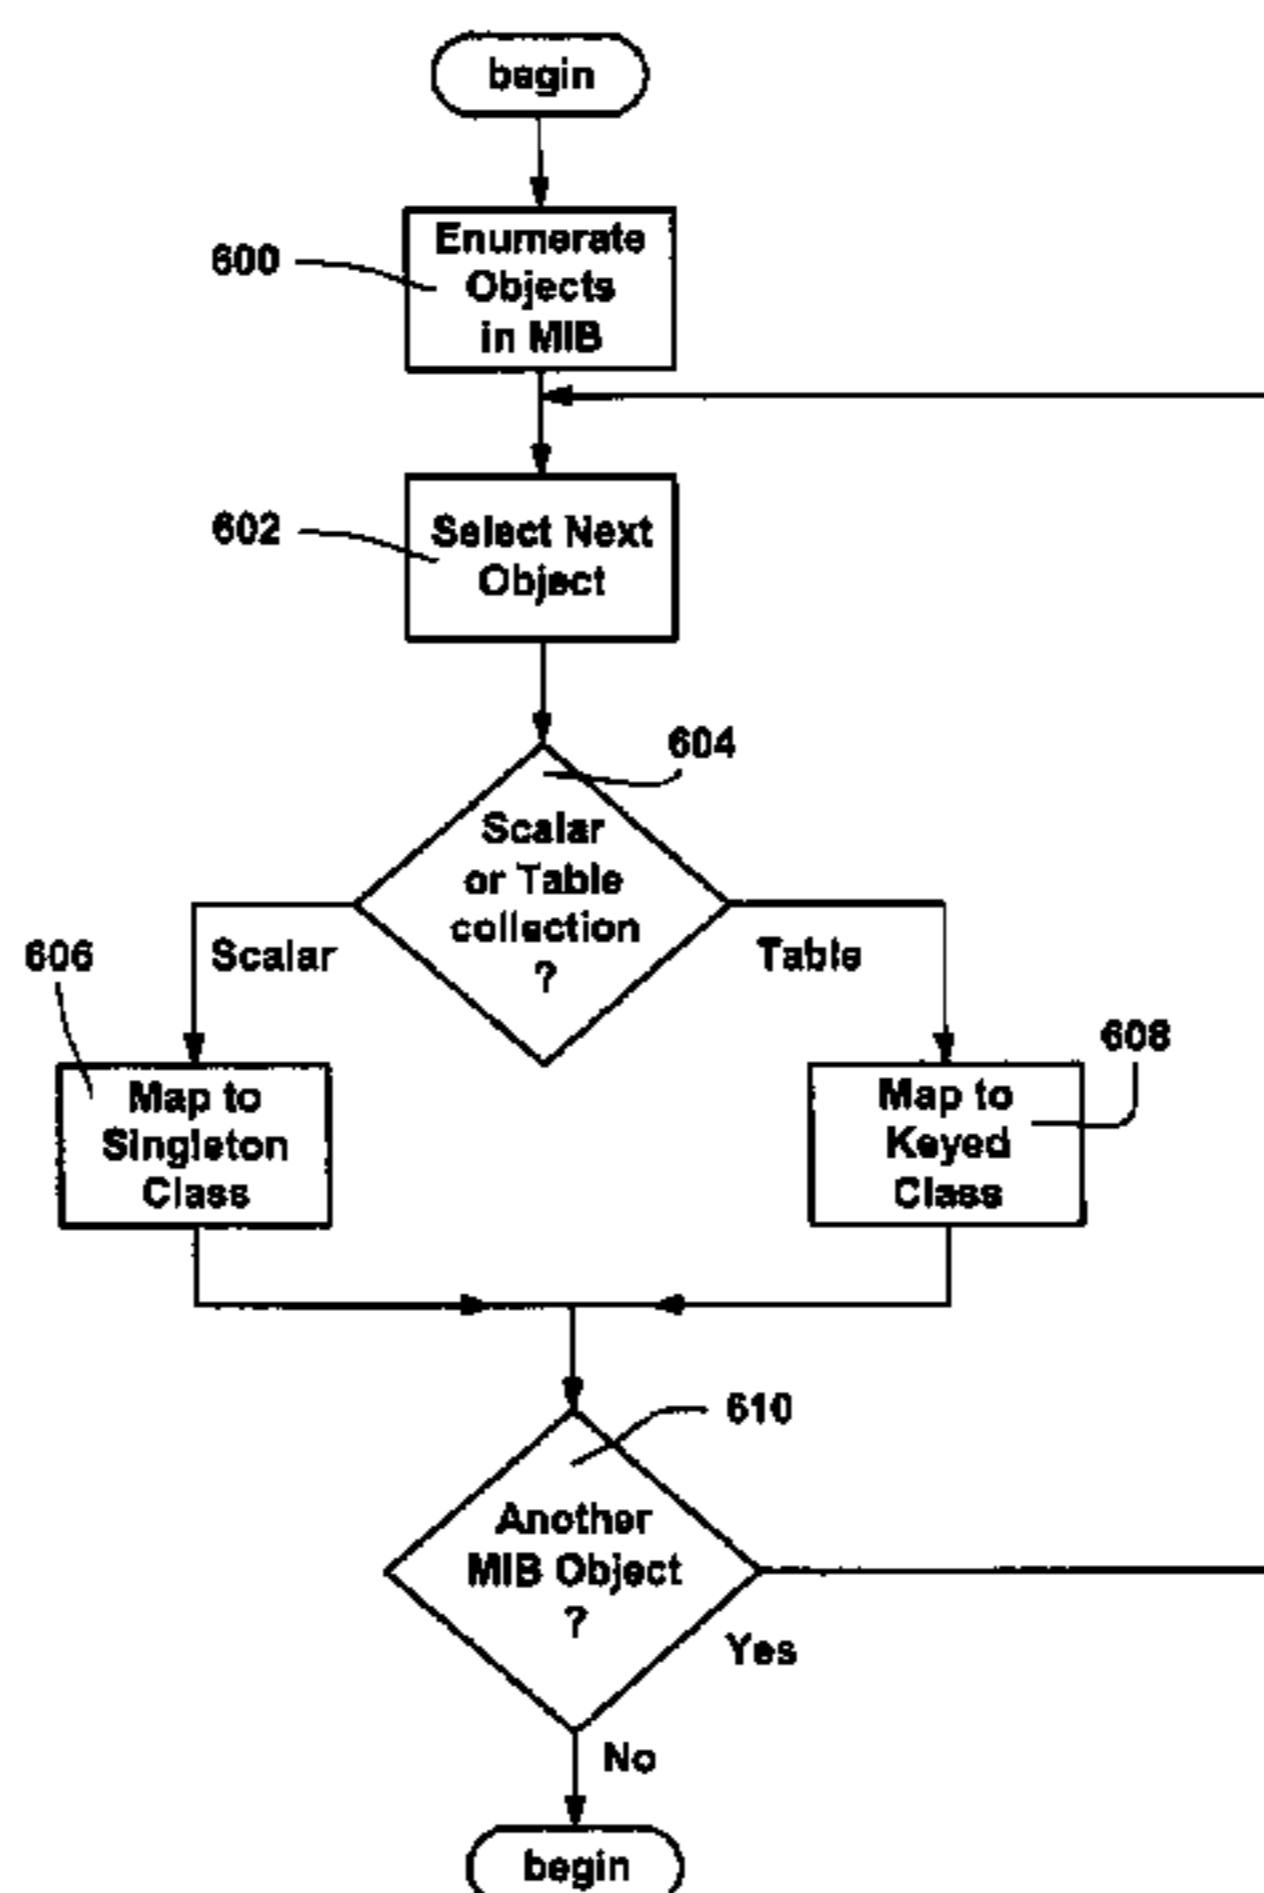 begin
600
Enumerate
Objects
in MIB
602
Select Next
Object
604
Scalar
or Table
collection
?
606
Scalar
Table
608
Map to
Singleton
Class
Map to
Keyed
Class
610
Another
MIB Object
?
Yes
No
begin